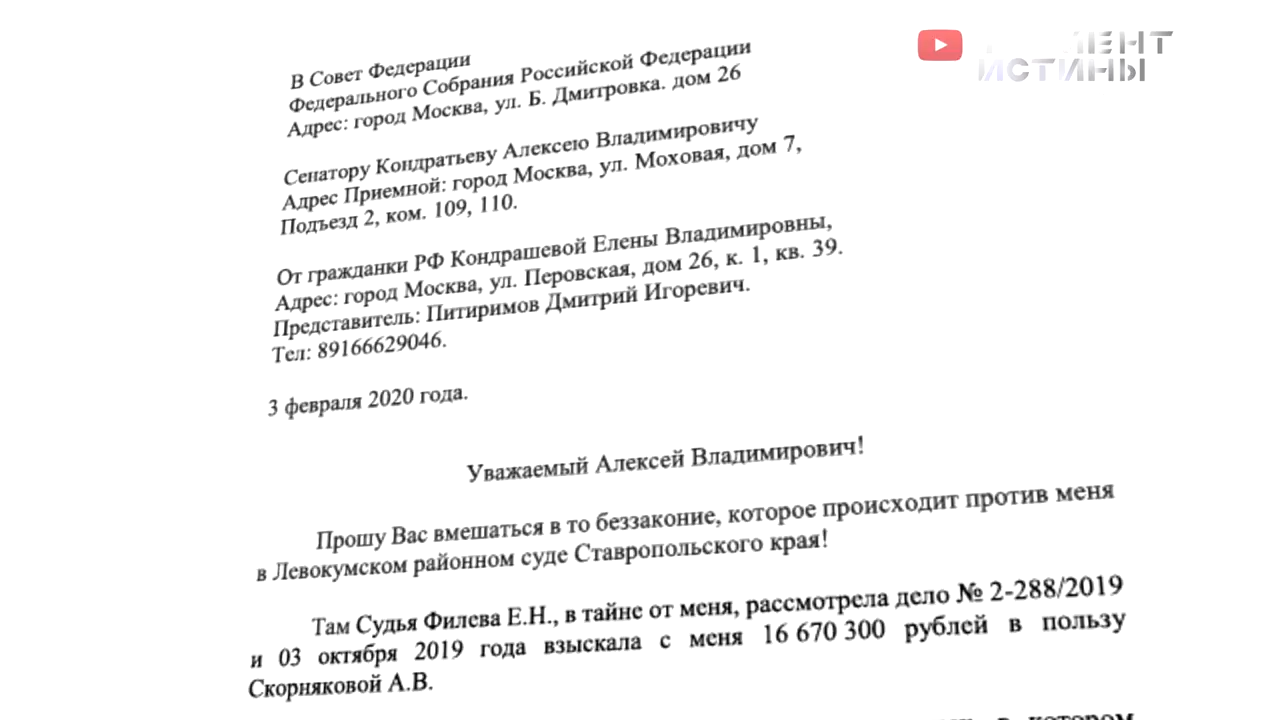 В Совет Федерации
Федерального Собрания Российской Федерации
Адрес: город Москва, ул. Б. Дмитровка. дом 26
Сенатору Кондратьеву Алексею Владимировичу
Адрес Приемной: город Москва, ул. Моховая, дом 7,
Подъезд 2, ком. 109, 110.
От гражданки РФ Кондрашевой Елены Владимировны,
Адрес: город Москва, ул. Перовская, дом 26, к. 1, кв. 39.
Представитель: Питиримов Дмитрий Игоревич.
Тел: 89166629046.
3 февраля 2020 года.
Уважаемый Алексей Владимирович!
Прошу Вас вмешаться в то беззаконие, которое происходит против меня
в Левокумском районном суде Ставропольского края!
Там Судья Филева Е.Н., в тайне от меня, рассмотрела дело № 2-288/2019
и 03 октября 2019 года взыскала с меня 16 670 300 рублей в пользу
Скорняковой А.В.
в котором
ИСТИНЫ